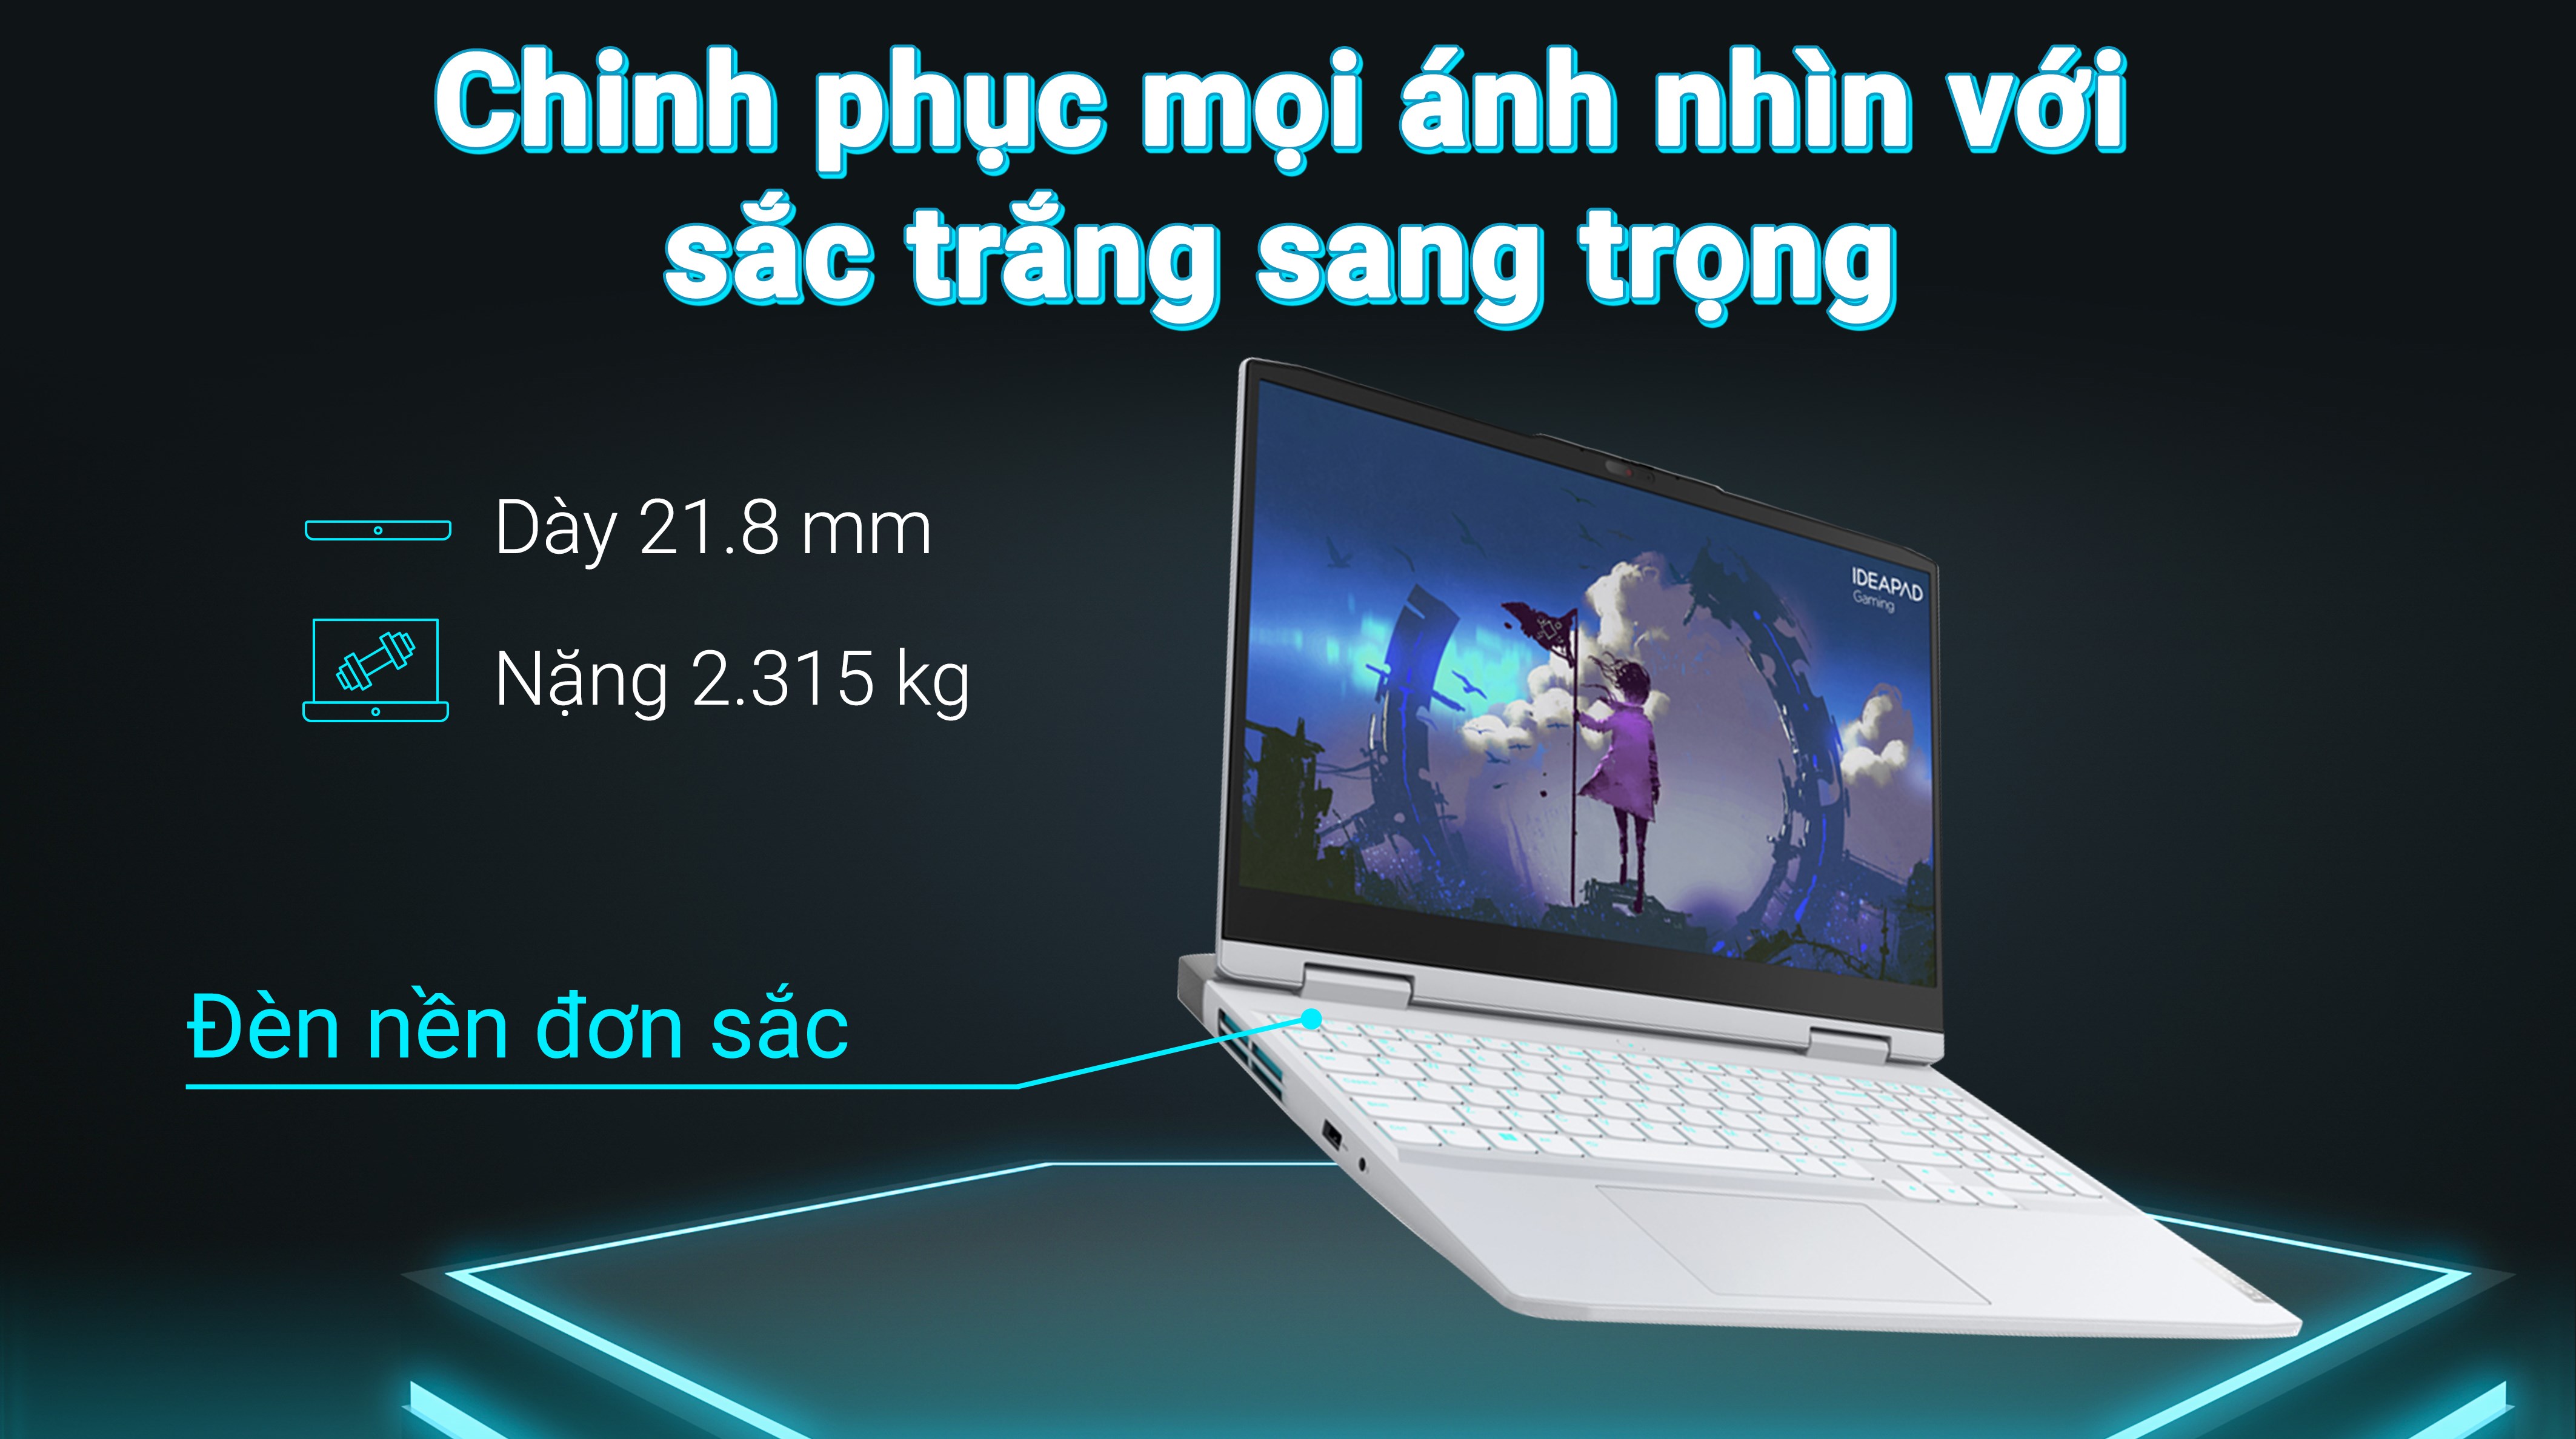 Chinh phục mọi ánh nhìn với
sắc trắng sang trọng
Dày 21.8 mm
Nặng 2.315 kg
IDEAPAD
Gaming
Đèn nền đơn sắc